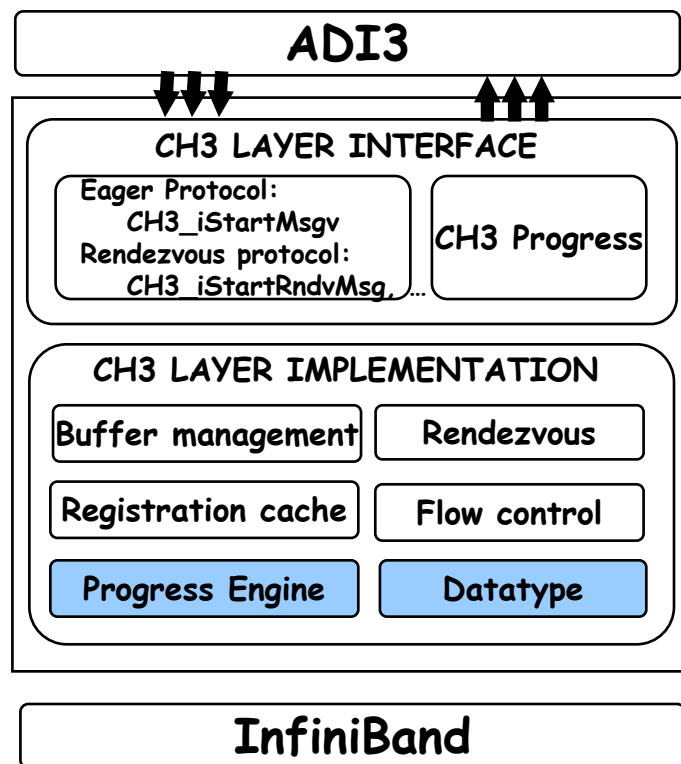 ADI3
CH3 LAYER INTERFACE
Eager Protocol:
CH3_iStartMsgv
Rendezvous protocol:
CH3_iStartRndvMsg, …
CH3 Progress
CH3 LAYER IMPLEMENTATION
Buffer management
Rendezvous
Registration cache
Flow control
Progress Engine
Datatype
InfiniBand